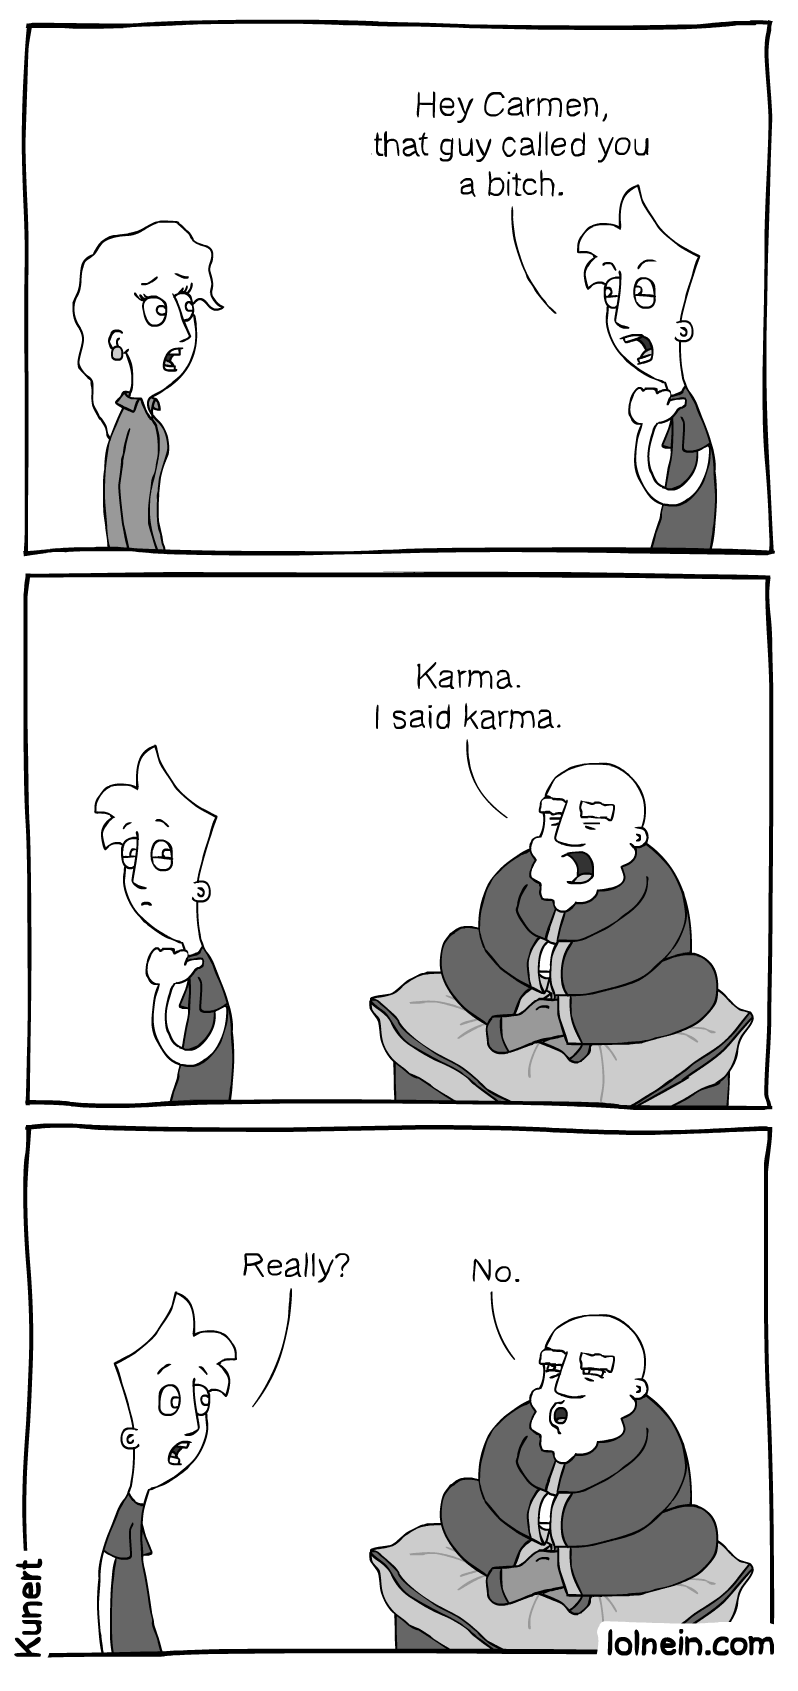 Hey Carmen,
that guy called you
a bitch.
Karma.
I said karma.
Really?
No.
Kunert
lolnein.com